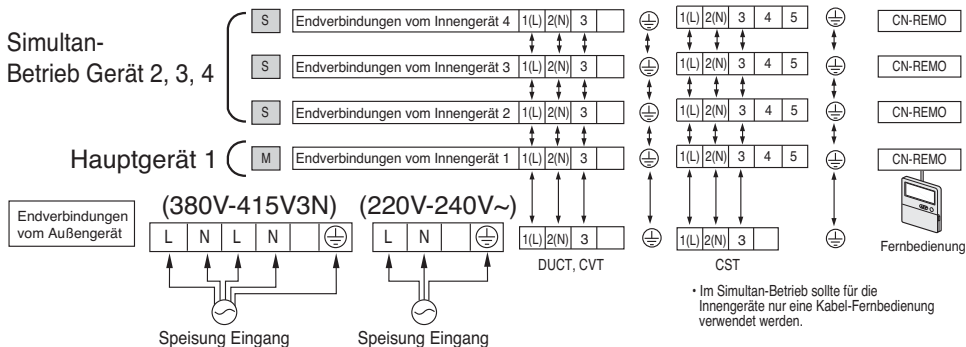 S Endverbindungen vom Innengerät 4 1(L) 2(N) 3 1(L) 2(N) 3 4 5 CN-REMO
Simultan-
Betrieb Gerät 2, 3, 4
S Endverbindungen vom Innengerät 3 1(L) 2(N) 3 1(L) 2(N) 3 4 5 CN-REMO
S Endverbindungen vom Innengerät 2 1(L) 2(N) 3 1(L) 2(N) 3 4 5 CN-REMO
Hauptgerät 1 M Endverbindungen vom Innengerät 1 1(L) 2(N) 3 1(L) 2(N) 3 4 5 CN-REMO
(380V-415V3N) (220V-240V~)
Endverbindungen
vom Außengerät
L N L N L N 1(L) 2(N) 3 1(L) 2(N) 3
Fernbedienung
DUCT, CVT CST
• Im Simultan-Betrieb sollte für die
Innengeräte nur eine Kabel-Fernbedienung
verwendet werden.
Speisung Eingang Speisung Eingang